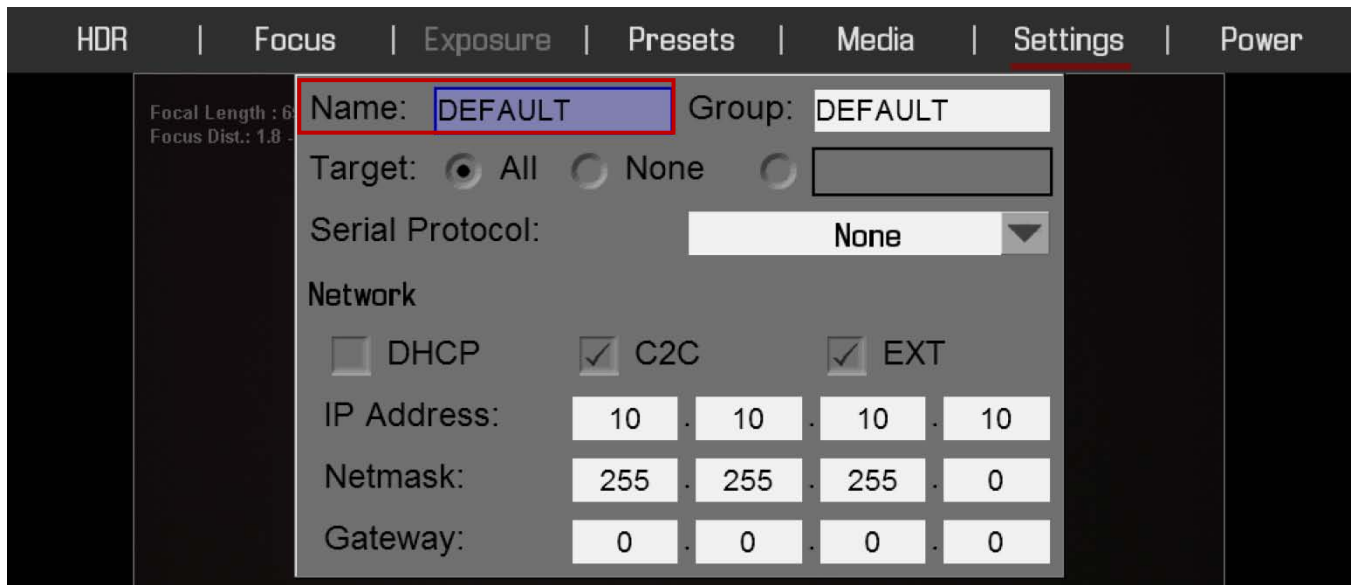 HDR | Focus | Exposure | Presets | Media | Settings | Power
Focal Length : 6
Focus Dist.: 1.8 -
Name: DEFAULT Group: DEFAULT
Target: All None
Serial Protocol: None
Network
DHCP C2C EXT
IP Address: 10 . 10 . 10 . 10
Netmask: 255 . 255 . 255 . 0
Gateway: 0 . 0 . 0 . 0